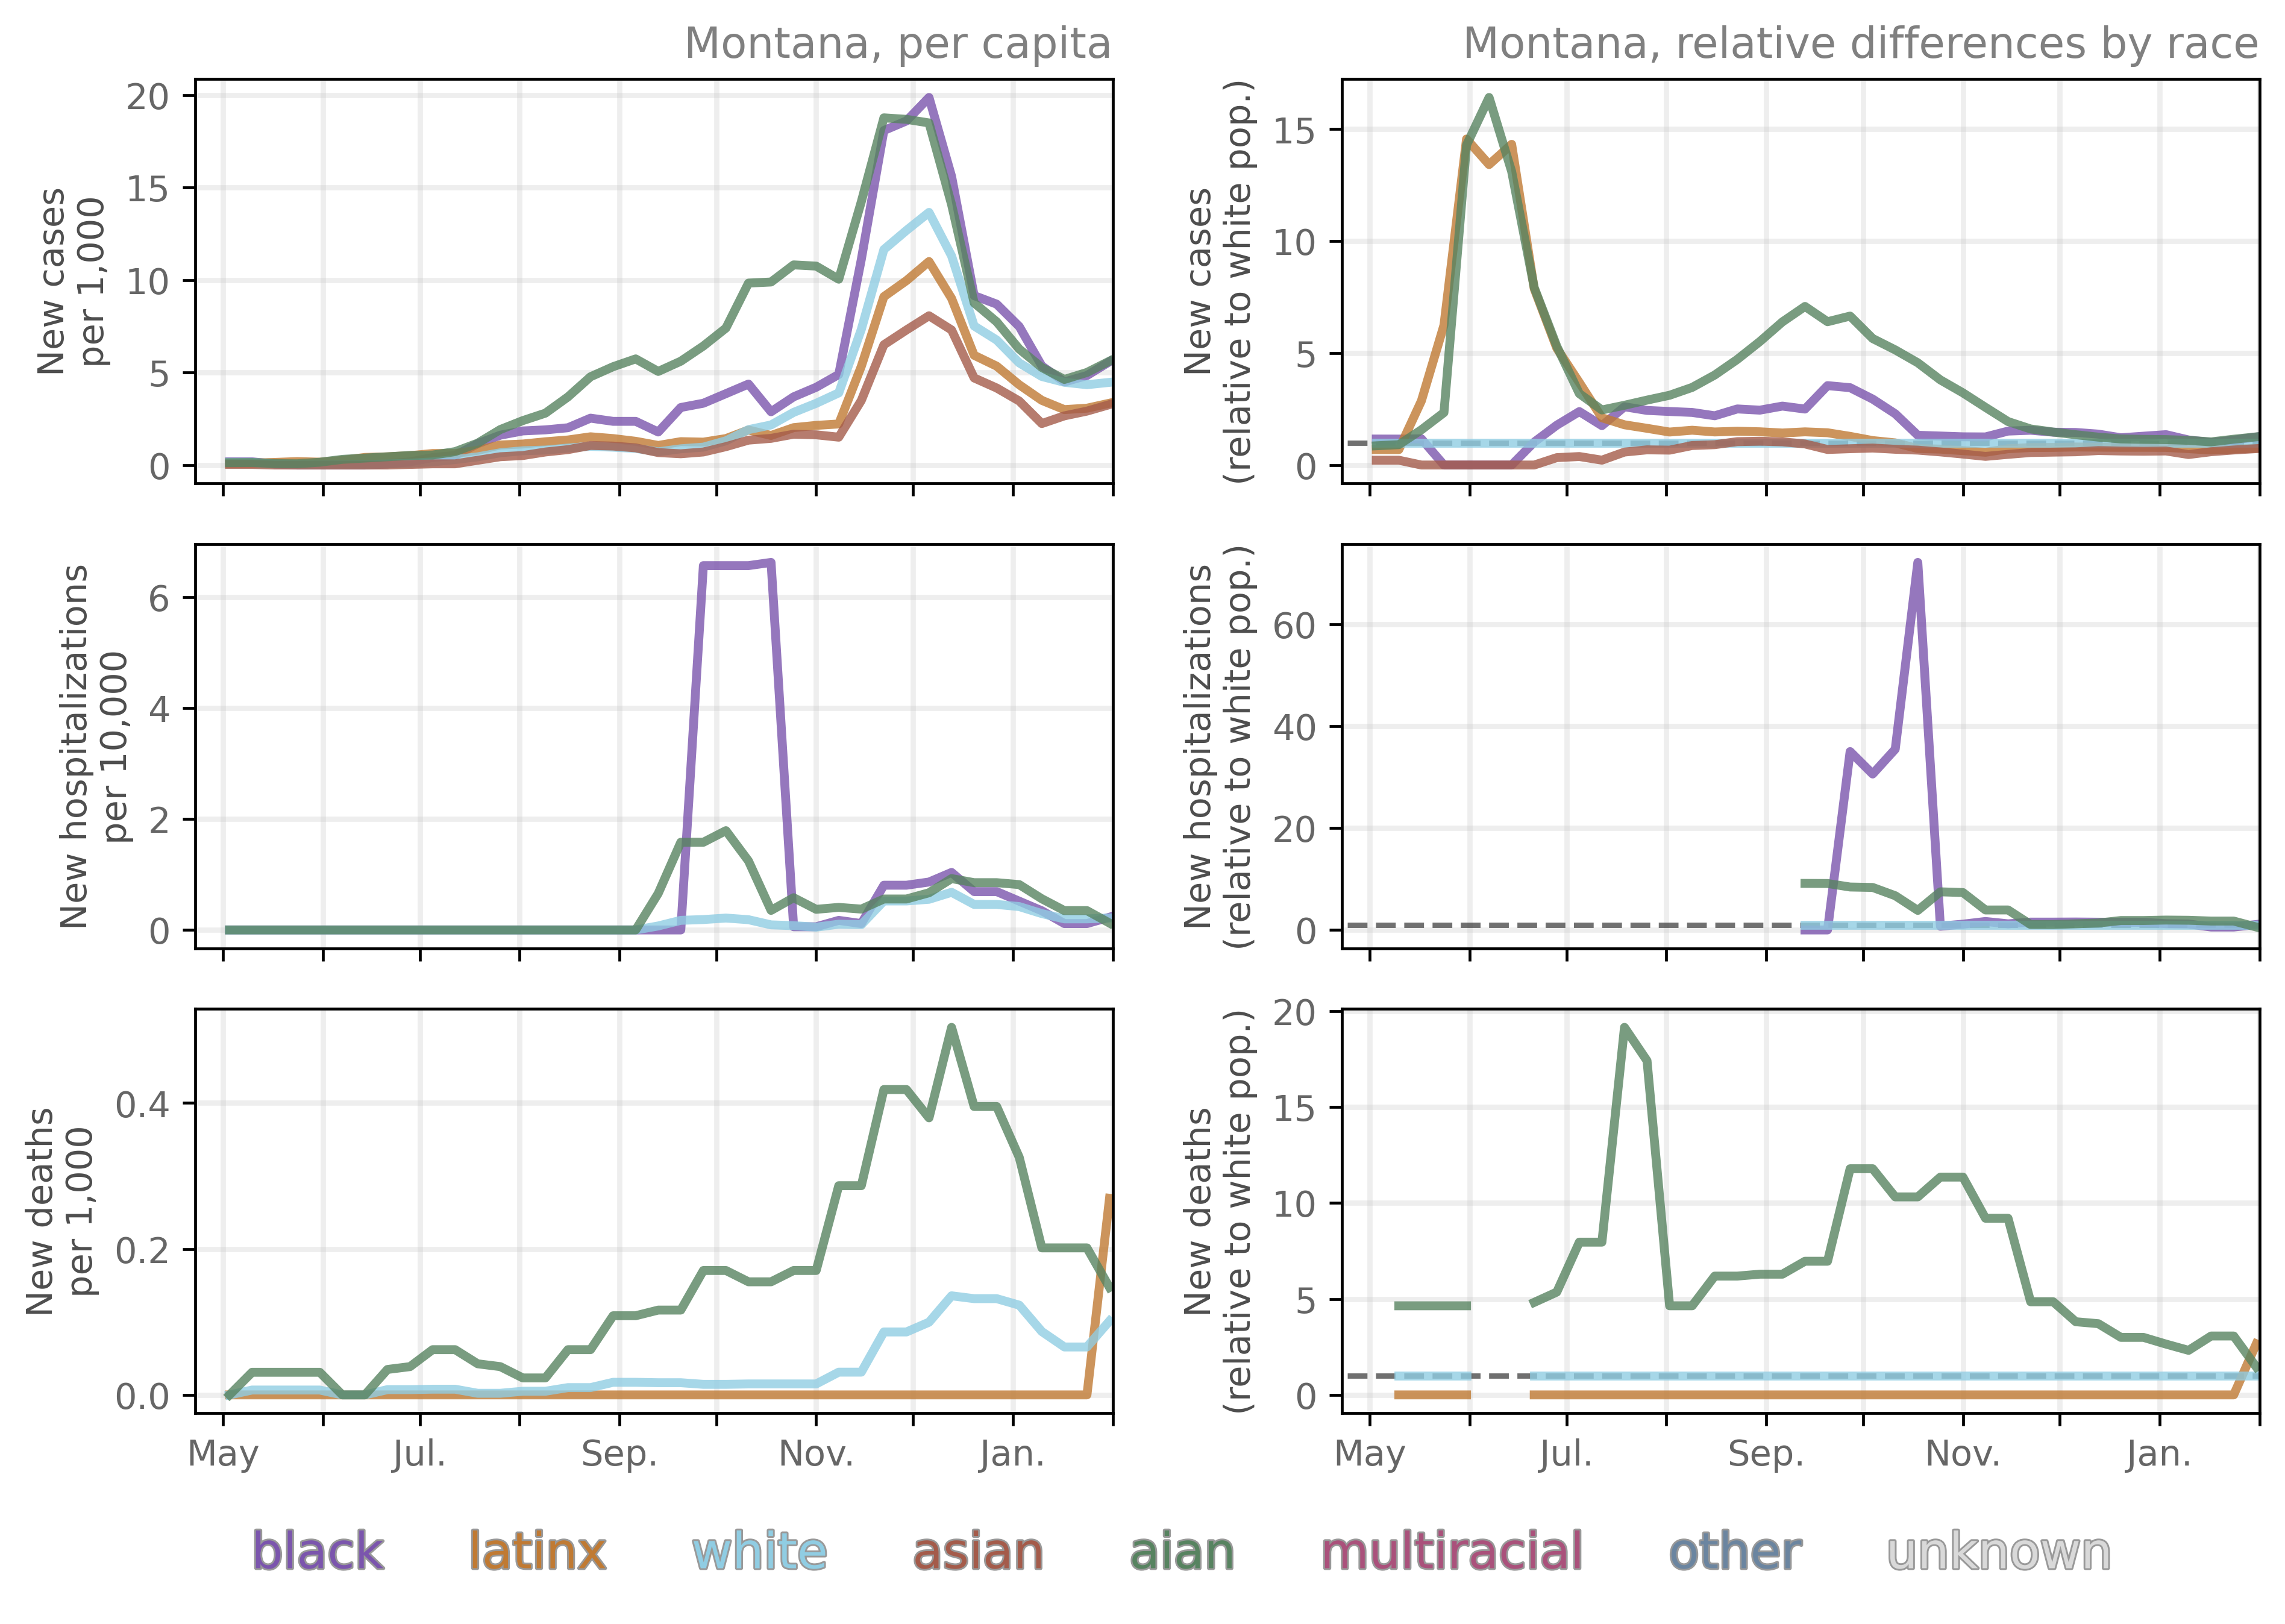 Montana, per capita
Montana, relative differences by race
New cases
per 1,000
20
15
10
5
0
New cases
(relative to white pop.)
15
10
5
0
New hospitalizations
per 10,000
6
4
2
0
New hospitalizations
(relative to white pop.)
60
40
20
0
New deaths
per 1,000
0.4
0.2
0.0
New deaths
(relative to white pop.)
20
15
10
5
0
May Jul. Sep. Nov. Jan.
May Jul. Sep. Nov. Jan.
black latinx white asian aian multiracial other unknown